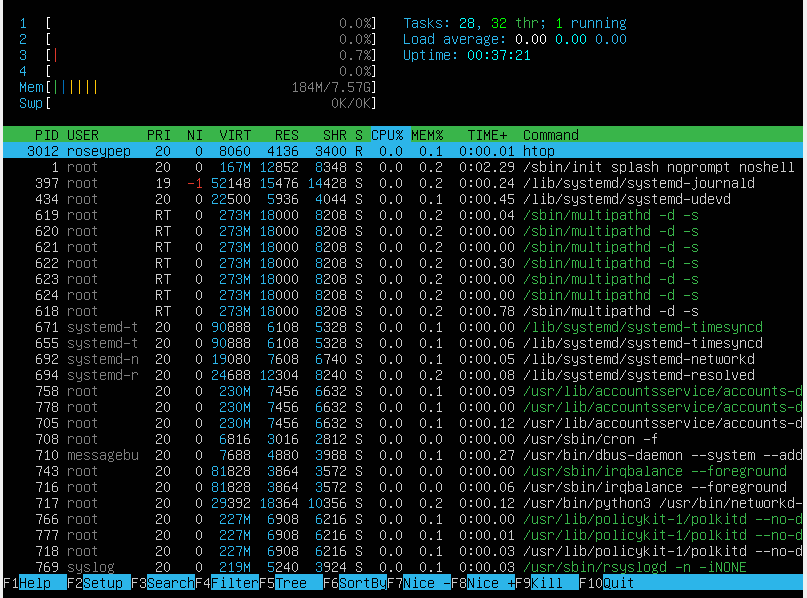 1 [ 0.0%] Tasks: 28, 32 thr; 1 running
2 [ 0.0%] Load average: 0.00 0.00 0.00
3 [| 0.7%] Uptime: 00:37:21
4 [ 0.0%]
Mem[|||||| 184M/7.57G]
Swp[ 0K/0K]
PID USER PRI NI VIRT RES SHR S CPU% MEM% TIME+ Command
3012 roseypep 20 0 8060 4136 3400 R 0.0 0.1 0:00.01 htop
1 root 20 0 167M 12852 8348 S 0.0 0.2 0:02.29 /sbin/init splash noprompt noshell
397 root 19 -1 52148 15476 14428 S 0.0 0.2 0:00.24 /lib/systemd/systemd-journald
434 root 20 0 22500 5936 4044 S 0.0 0.1 0:00.45 /lib/systemd/systemd-udevd
619 root RT 0 273M 18000 8208 S 0.0 0.2 0:00.04 /sbin/multipathd -d -s
620 root RT 0 273M 18000 8208 S 0.0 0.2 0:00.00 /sbin/multipathd -d -s
621 root RT 0 273M 18000 8208 S 0.0 0.2 0:00.00 /sbin/multipathd -d -s
622 root RT 0 273M 18000 8208 S 0.0 0.2 0:00.30 /sbin/multipathd -d -s
623 root RT 0 273M 18000 8208 S 0.0 0.2 0:00.00 /sbin/multipathd -d -s
624 root RT 0 273M 18000 8208 S 0.0 0.2 0:00.00 /sbin/multipathd -d -s
618 root RT 0 273M 18000 8208 S 0.0 0.2 0:00.78 /sbin/multipathd -d -s
671 systemd-t 20 0 90888 6108 5328 S 0.0 0.1 0:00.00 /lib/systemd/systemd-timesyncd
655 systemd-t 20 0 90888 6108 5328 S 0.0 0.1 0:00.06 /lib/systemd/systemd-timesyncd
692 systemd-n 20 0 19080 7608 6740 S 0.0 0.1 0:00.05 /lib/systemd/systemd-networkd
694 systemd-r 20 0 24688 12304 8240 S 0.0 0.2 0:00.08 /lib/systemd/systemd-resolved
758 root 20 0 230M 7456 6632 S 0.0 0.1 0:00.09 /usr/lib/accountsservice/accounts-d
778 root 20 0 230M 7456 6632 S 0.0 0.1 0:00.00 /usr/lib/accountsservice/accounts-d
705 root 20 0 230M 7456 6632 S 0.0 0.1 0:00.12 /usr/lib/accountsservice/accounts-d
708 root 20 0 6816 3016 2812 S 0.0 0.0 0:00.00 /usr/sbin/cron -f
710 messagebu 20 0 7688 4880 3988 S 0.0 0.1 0:00.27 /usr/bin/dbus-daemon --system --add
743 root 20 0 81828 3864 3572 S 0.0 0.0 0:00.00 /usr/sbin/irqbalance --foreground
716 root 20 0 81828 3864 3572 S 0.0 0.0 0:00.06 /usr/sbin/irqbalance --foreground
717 root 20 0 29392 18364 10356 S 0.0 0.2 0:00.12 /usr/bin/python3 /usr/bin/networkd-
766 root 20 0 227M 6908 6216 S 0.0 0.1 0:00.00 /usr/lib/policykit-1/polkitd --no-d
777 root 20 0 227M 6908 6216 S 0.0 0.1 0:00.01 /usr/lib/policykit-1/polkitd --no-d
718 root 20 0 227M 6908 6216 S 0.0 0.1 0:00.03 /usr/lib/policykit-1/polkitd --no-d
769 syslog 20 0 219M 5240 3924 S 0.0 0.1 0:00.03 /usr/sbin/rsyslogd -n -iNONE
F1Help F2Setup F3SearchF4FilterF5Tree F6SortByF7Nice -F8Nice +F9Kill F10Quit